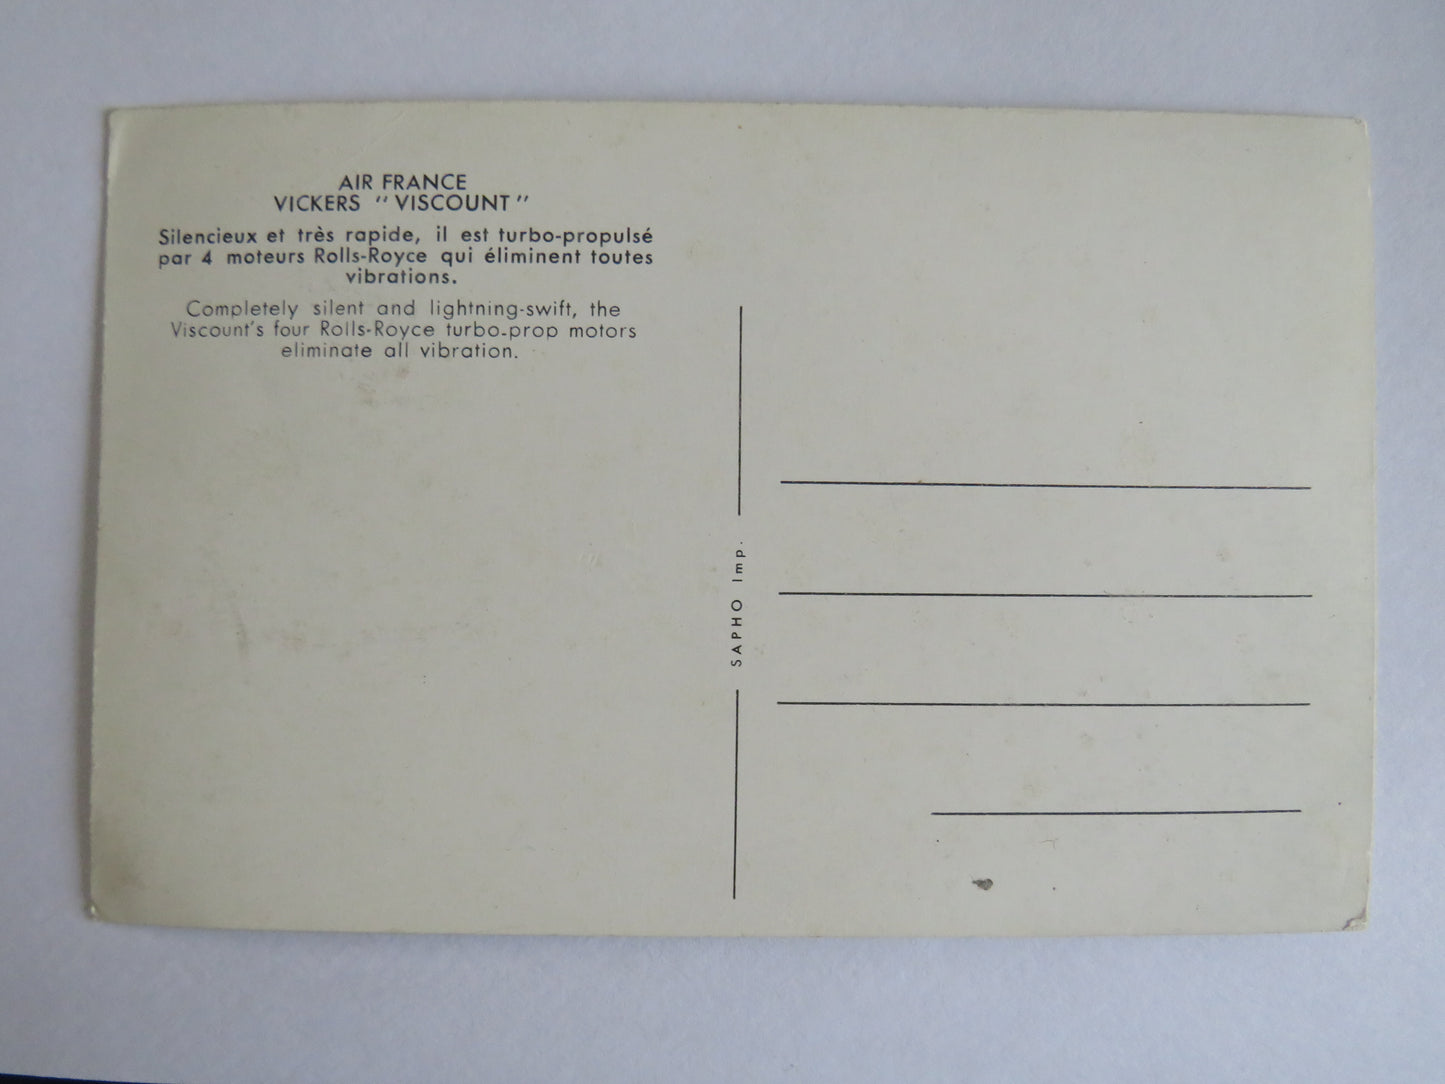 AIR FRANCE
VICKERS "VISCOUNT"
Silencieux et très rapide, il est turbo-propulsé
par 4 moteurs Rolls-Royce qui éliminent toutes
vibrations.
Completely silent and lightning-swift, the
Viscount's four Rolls-Royce turbo-prop motors
eliminate all vibration.
SAPHO Imp.